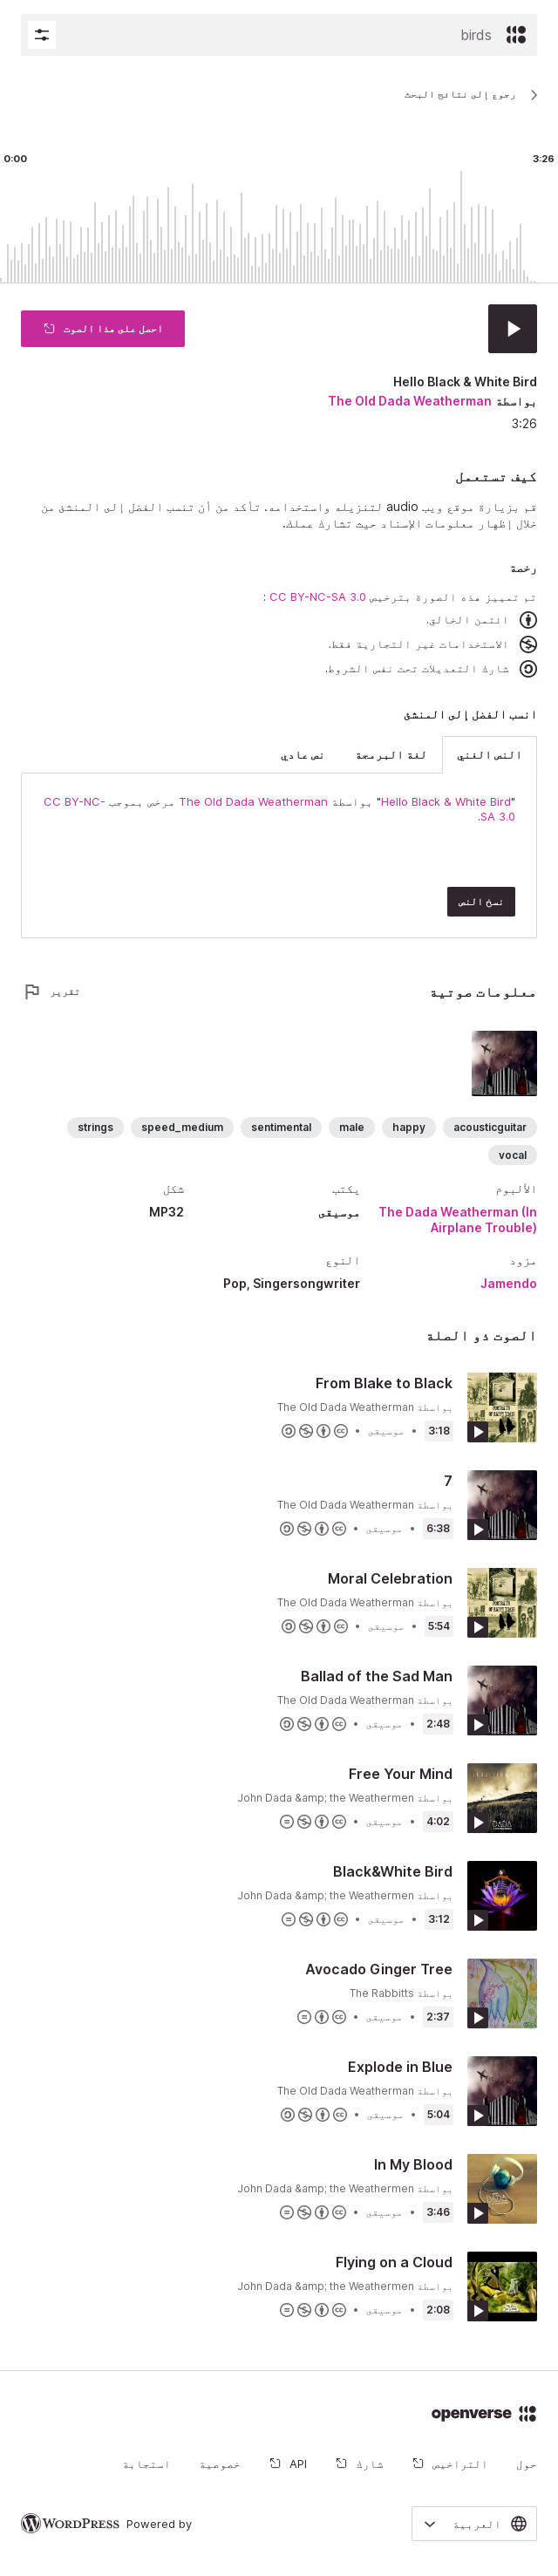 birds
رجوع إلى نتائج البحث
0:00
3:26
احصل على هذا الصوت
Hello Black & White Bird
بواسطة The Old Dada Weatherman
3:26
كيف تستعمل
قم بزيارة موقع ويب audio لتنزيله واستخدامه. تأكد من أن تنسب الفضل إلى المنشئ من
خلال إظهار معلومات الإسناد حيث تشارك عملك.
رخصة
تم تمييز هذه الصورة بترخيص CC BY-NC-SA 3.0 :
ائتمن الخالق.
الاستخدامات غير التجارية فقط.
شارك التعديلات تحت نفس الشروط.
انسب الفضل إلى المنشئ
النص الغني
لغة البرمجة
نص عادي
"Hello Black & White Bird" بواسطة The Old Dada Weatherman مرخص بموجب CC BY-NC-
SA 3.0.
نسخ النص
معلومات صوتية
تقرير
acousticguitar
happy
male
sentimental
speed_medium
strings
vocal
الألبوم
يكتب
شكل
The Dada Weatherman (In
Airplane Trouble)
موسيقى
MP32
مزود
النوع
Jamendo
Pop, Singersongwriter
الصوت ذو الصلة
From Blake to Black
بواسطة The Old Dada Weatherman
3:18 • موسيقى •
7
بواسطة The Old Dada Weatherman
6:38 • موسيقى •
Moral Celebration
بواسطة The Old Dada Weatherman
5:54 • موسيقى •
Ballad of the Sad Man
بواسطة The Old Dada Weatherman
2:48 • موسيقى •
Free Your Mind
بواسطة John Dada &amp; the Weathermen
4:02 • موسيقى •
Black&White Bird
بواسطة John Dada &amp; the Weathermen
3:12 • موسيقى •
Avocado Ginger Tree
بواسطة The Rabbitts
2:37 • موسيقى •
Explode in Blue
بواسطة The Old Dada Weatherman
5:04 • موسيقى •
In My Blood
بواسطة John Dada &amp; the Weathermen
3:46 • موسيقى •
Flying on a Cloud
بواسطة John Dada &amp; the Weathermen
2:08 • موسيقى •
openverse
حول
التراخيص
شارك
API
خصوصية
استجابة
العربية
Powered by WORDPRESS